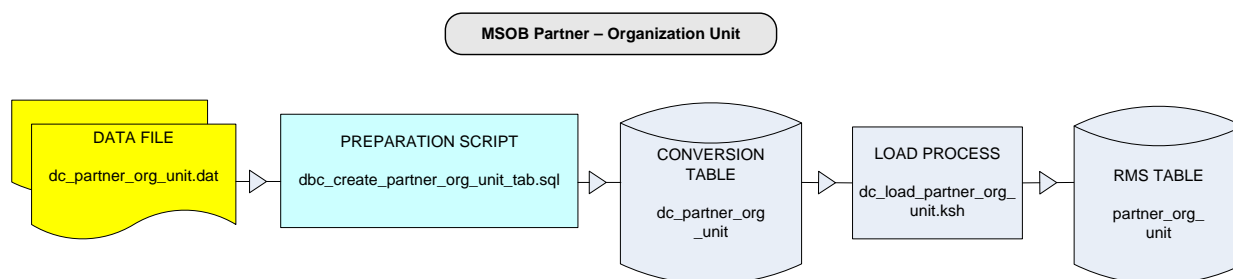 MSOB Partner – Organization Unit
DATA FILE
dc_partner_org_unit.dat
PREPARATION SCRIPT
dbc_create_partner_org_unit_tab.sql
CONVERSION
TABLE
dc_partner_org
_unit
LOAD PROCESS
dc_load_partner_org_
unit.ksh
RMS TABLE
partner_org_
unit